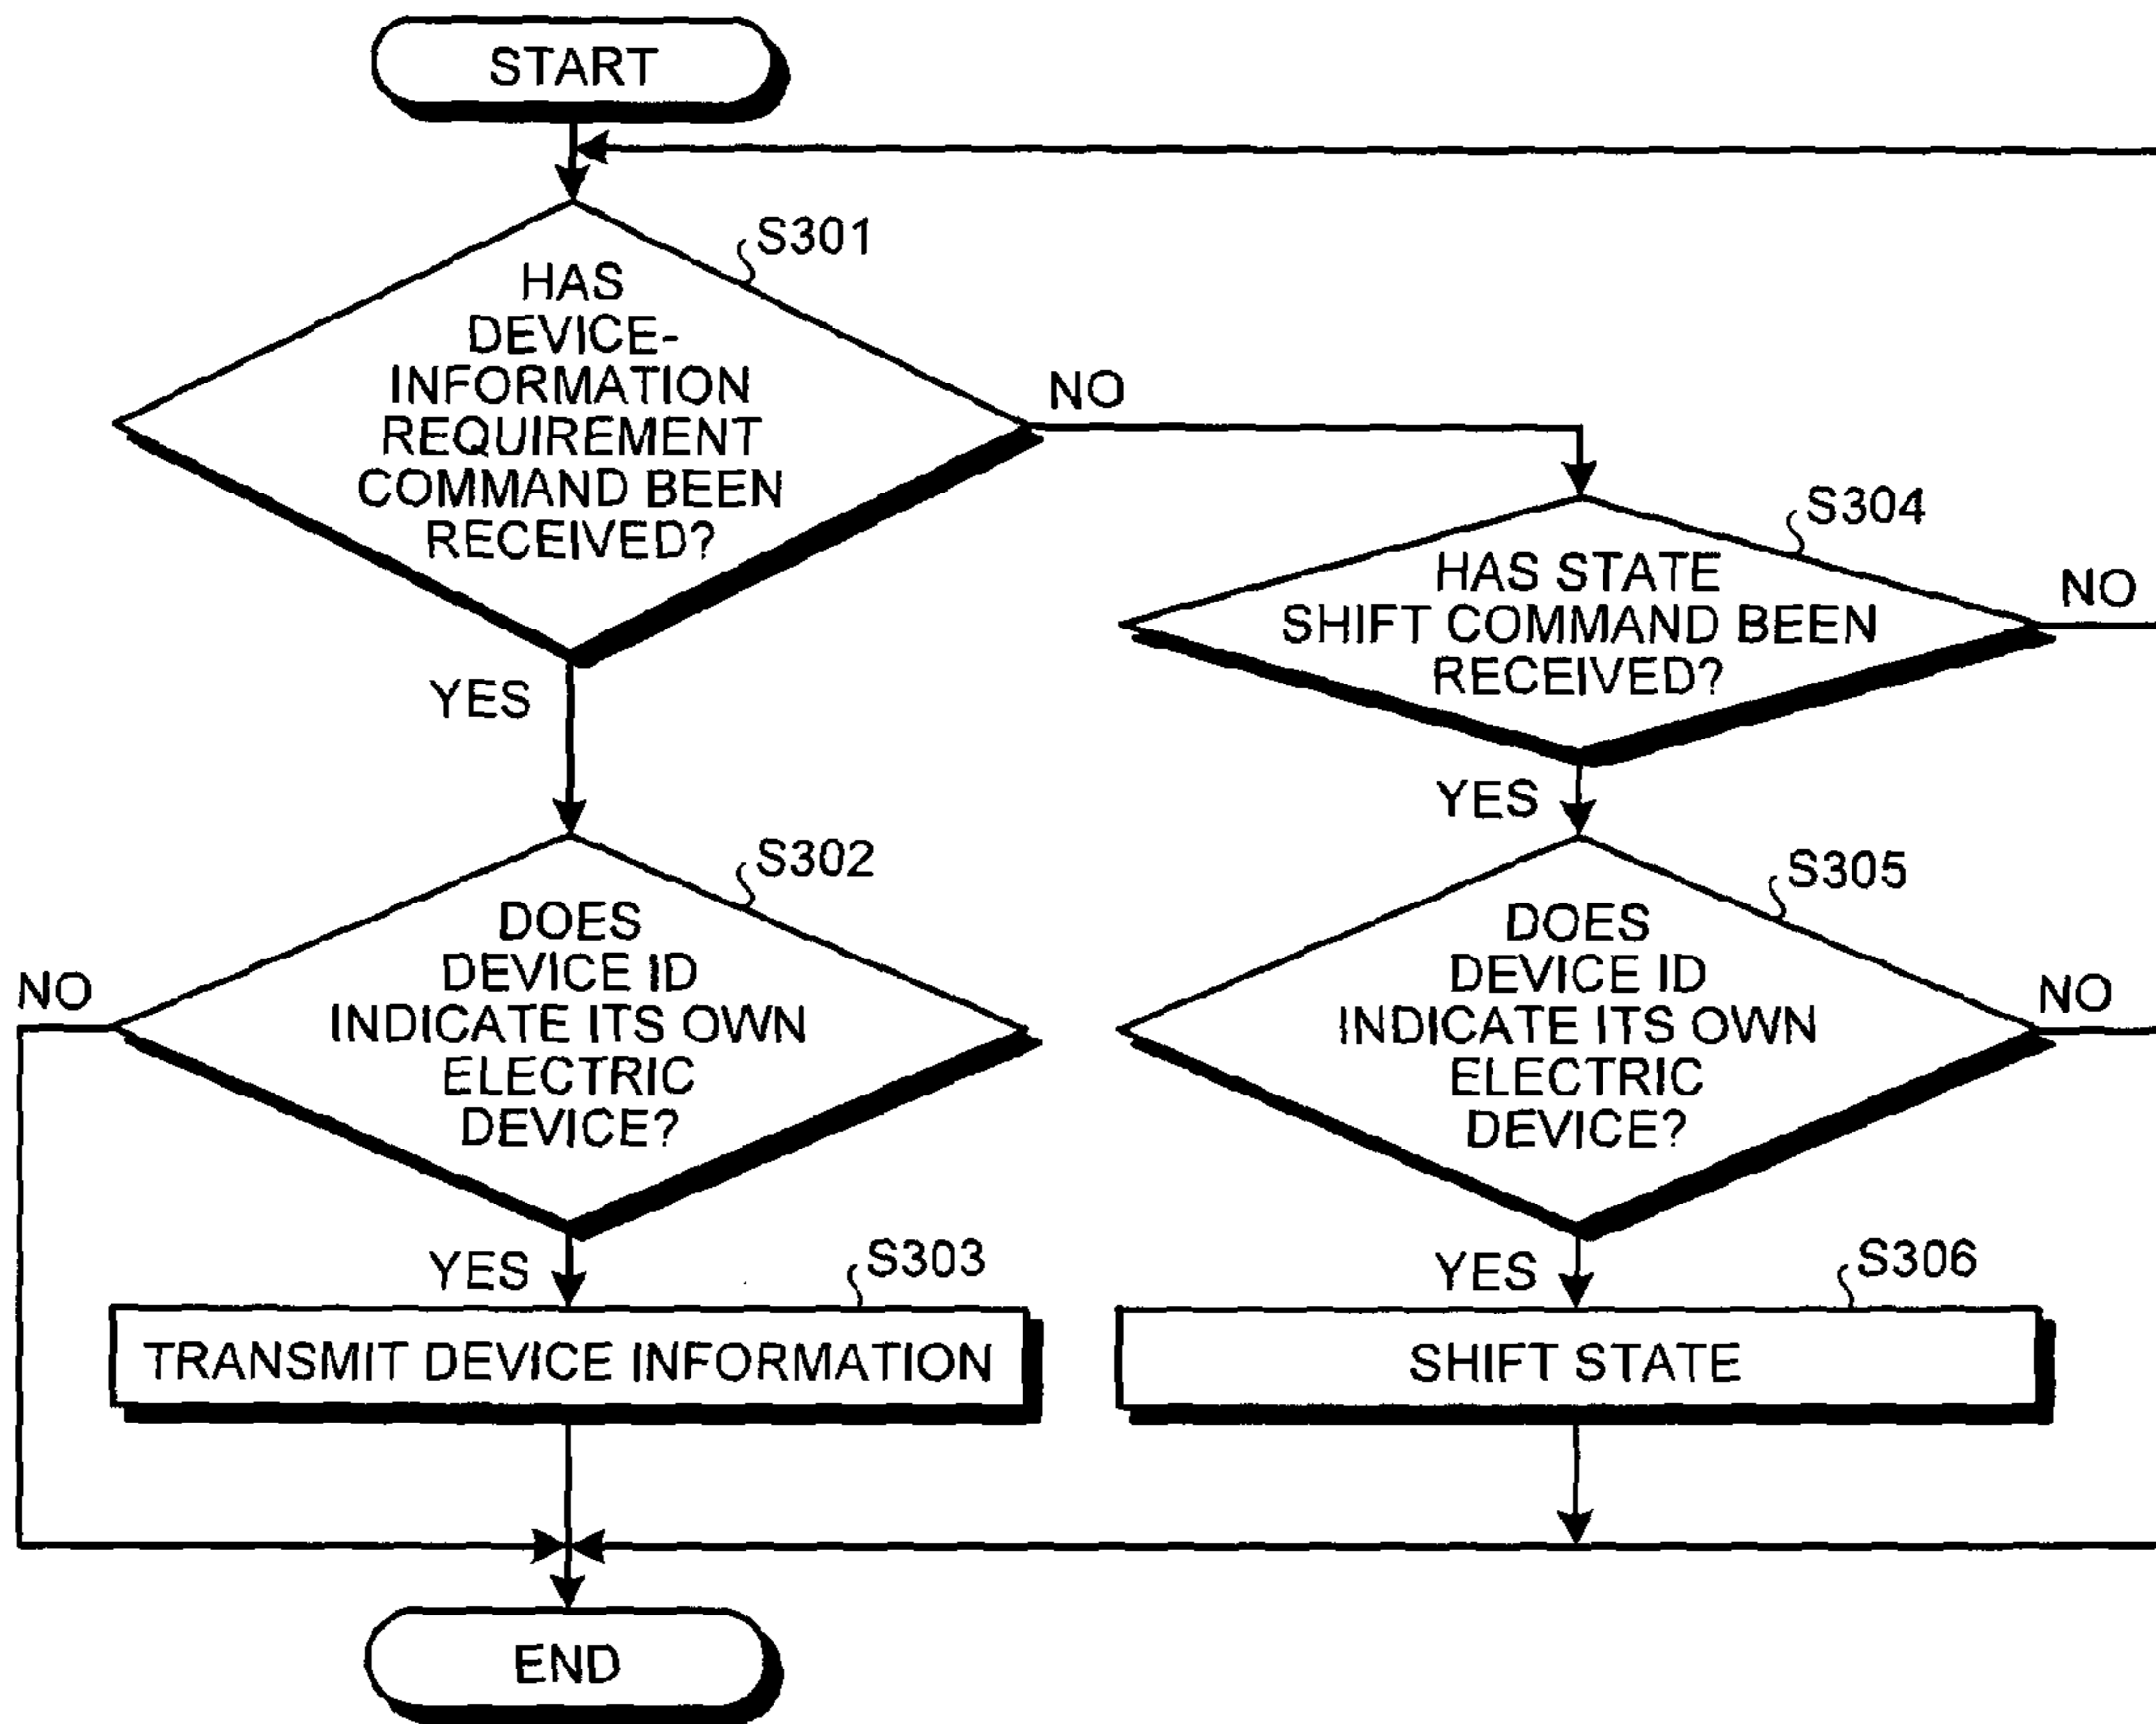 START
S301
HAS
DEVICE-
INFORMATION
REQUIREMENT
COMMAND BEEN
RECEIVED?
NO
YES
S304
HAS STATE
SHIFT COMMAND BEEN
RECEIVED?
NO
YES
S302
DOES
DEVICE ID
INDICATE ITS OWN
ELECTRIC
DEVICE?
NO
YES
S305
DOES
DEVICE ID
INDICATE ITS OWN
ELECTRIC
DEVICE?
NO
YES
S303
TRANSMIT DEVICE INFORMATION
S306
SHIFT STATE
END